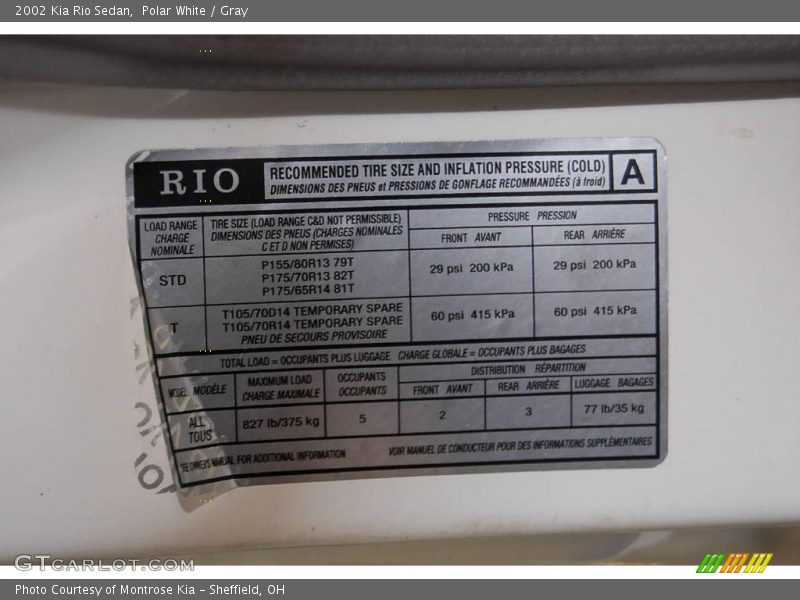 2002 Kia Rio Sedan,  Polar White / Gray
RIO
RECOMMENDED TIRE SIZE AND INFLATION PRESSURE (COLD)
DIMENSIONS DES PNEUS et PRESSIONS DE GONFLAGE RECOMMANDÉES (à froid)
A
LOAD RANGE
CHARGE
NOMINALE
TIRE SIZE (LOAD RANGE C&D NOT PERMISSIBLE)
DIMENSIONS DES PNEUS (CHARGES NOMINALES
C ET D NON PERMISES)
PRESSURE PRESSION
FRONT AVANT
REAR ARRIÈRE
STD
P155/80R13 79T
P175/70R13 82T
P175/65R14 81T
29 psi 200 kPa
29 psi 200 kPa
T
T105/70D14 TEMPORARY SPARE
T105/70R14 TEMPORARY SPARE
PNEU DE SECOURS PROVISOIRE
60 psi 415 kPa
60 psi 415 kPa
TOTAL LOAD = OCCUPANTS PLUS LUGGAGE CHARGE GLOBALE = OCCUPANTS PLUS BAGAGES
MODEL MODÈLE
MAXIMUM LOAD
CHARGE MAXIMALE
OCCUPANTS
OCCUPANTS
DISTRIBUTION RÉPARTITION
FRONT AVANT
REAR ARRIÈRE
LUGGAGE BAGAGES
ALL
TOUS
827 lb/375 kg
5
2
3
77 lb/35 kg
SEE OWNERS MANUAL FOR ADDITIONAL INFORMATION
VOIR MANUEL DE CONDUCTEUR POUR DES INFORMATIONS SUPPLÉMENTAIRES
GTcarlot.com
Photo Courtesy of Montrose Kia – Sheffield, OH